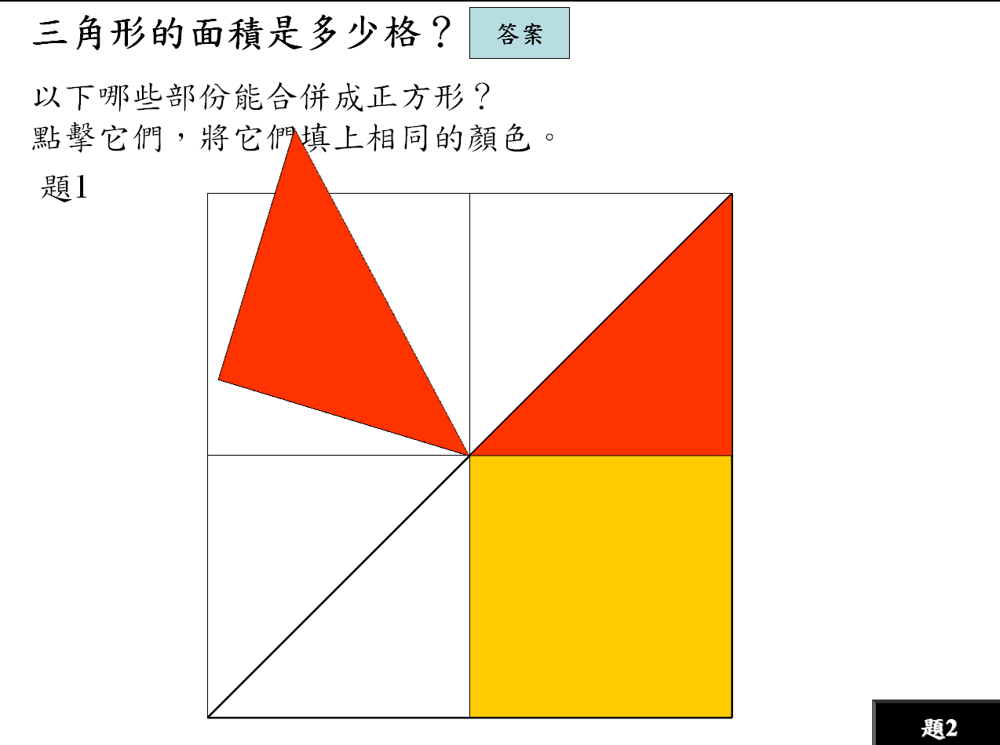 三角形的面積是多少格？
答案
以下哪些部份能合併成正方形？
點擊它們，將它們填上相同的顏色。
題1
題2